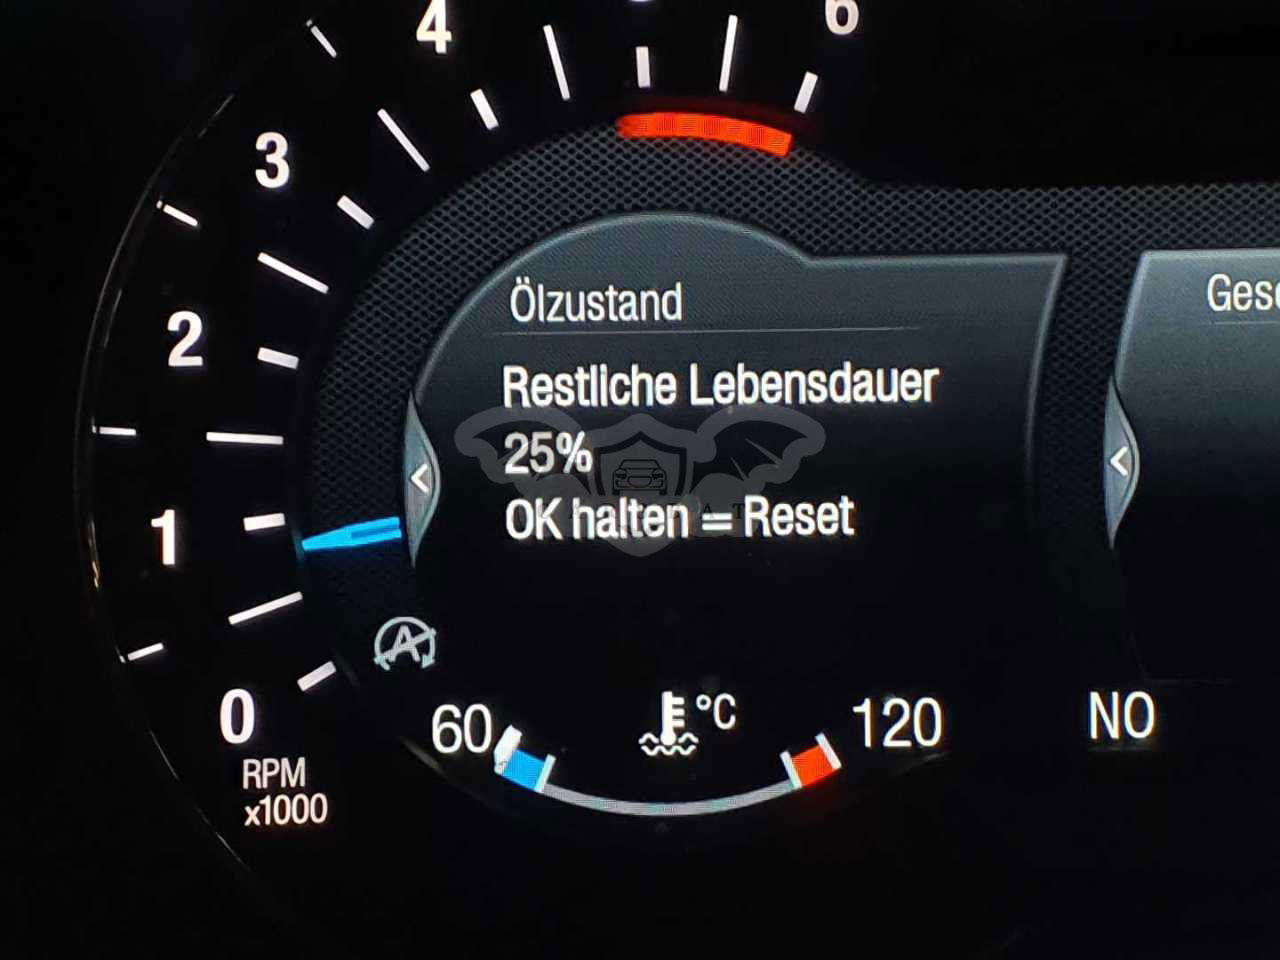 4
6
3
2
1
0
RPM
x1000
Ölzustand
Restliche Lebensdauer
25%
OK halten = Reset
A
60
°C
120
NO